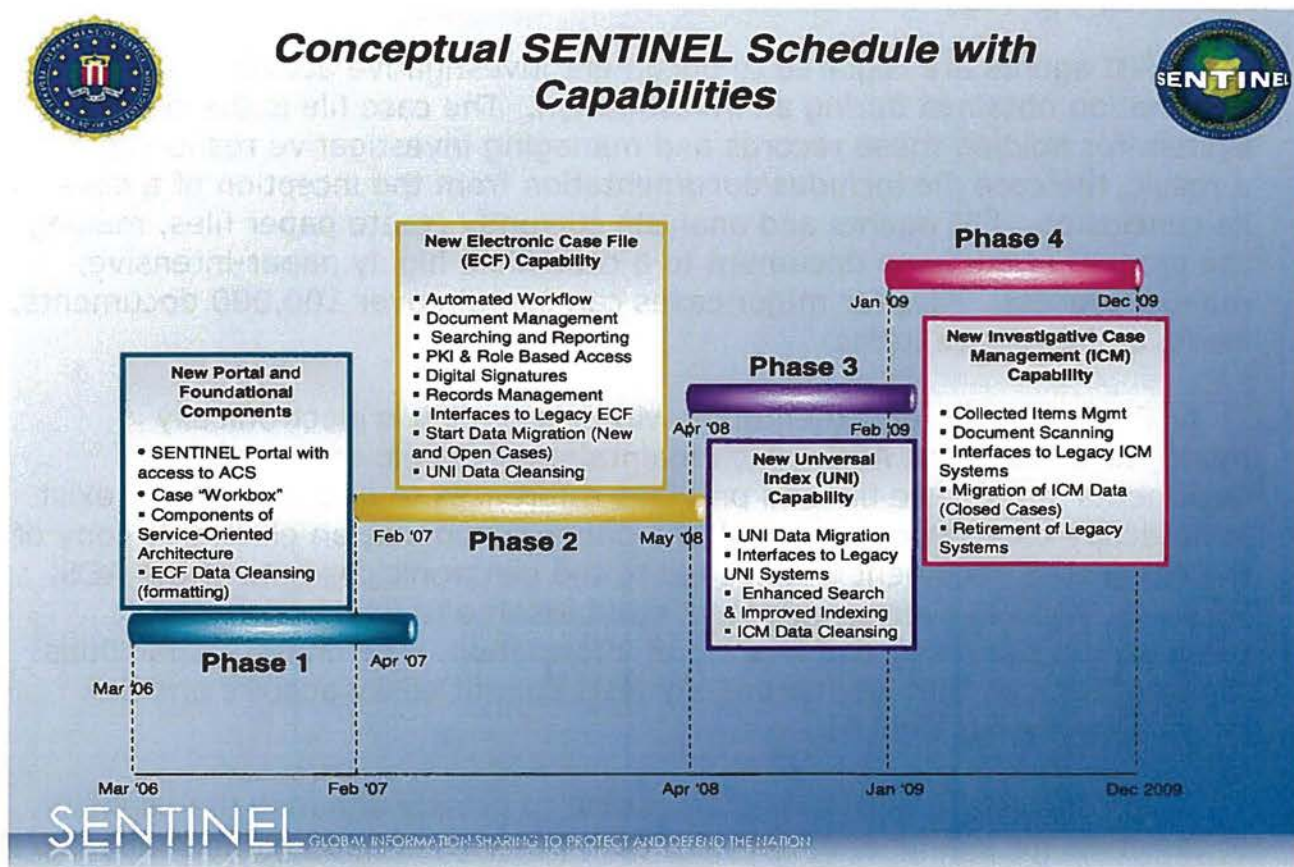 Conceptual SENTINEL Schedule with
Capabilities
SENTINEL
New Portal and
Foundational
Components
▪ SENTINEL Portal with
access to ACS
▪ Case "Workbox"
▪ Components of
Service-Oriented
Architecture
▪ ECF Data Cleansing
(formatting)
Phase 1
Mar '06
Apr '07
New Electronic Case File
(ECF) Capability
▪ Automated Workflow
▪ Document Management
▪ Searching and Reporting
▪ PKI & Role Based Access
▪ Digital Signatures
▪ Records Management
▪ Interfaces to Legacy ECF
▪ Start Data Migration (New
and Open Cases)
▪ UNI Data Cleansing
Feb '07
Phase 2
May '08
Phase 3
Apr '08
Feb '09
New Universal
Index (UNI)
Capability
▪ UNI Data Migration
▪ Interfaces to Legacy
UNI Systems
▪ Enhanced Search
& Improved Indexing
▪ ICM Data Cleansing
Phase 4
Jan '09
Dec '09
New Investigative Case
Management (ICM)
Capability
▪ Collected Items Mgmt
▪ Document Scanning
▪ Interfaces to Legacy ICM
Systems
▪ Migration of ICM Data
(Closed Cases)
▪ Retirement of Legacy
Systems
Mar '06
Feb '07
Apr '08
Jan '09
Dec 2009
SENTINEL
GLOBAL INFORMATION SHARING TO PROTECT AND DEFEND THE NATION